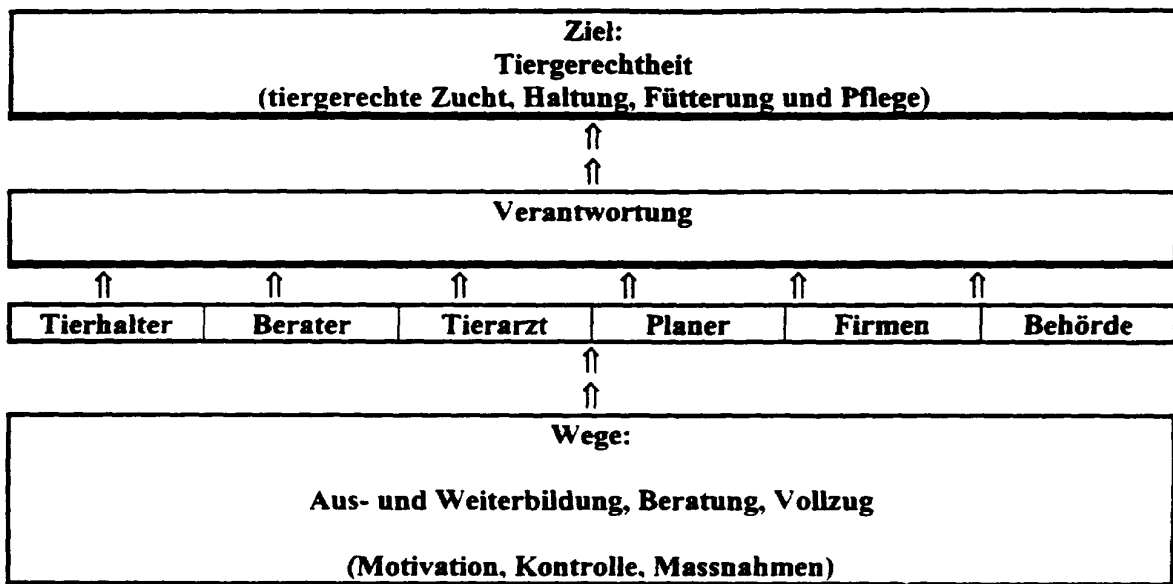 Ziel:
Tiergerechtheit
(tiergerechte Zucht, Haltung, Fütterung und Pflege)
⇑
⇑
Verantwortung
⇑ ⇑ ⇑ ⇑ ⇑ ⇑
Tierhalter Berater Tierarzt Planer Firmen Behörde
⇑
⇑
Wege:
Aus- und Weiterbildung, Beratung, Vollzug
(Motivation, Kontrolle, Massnahmen)